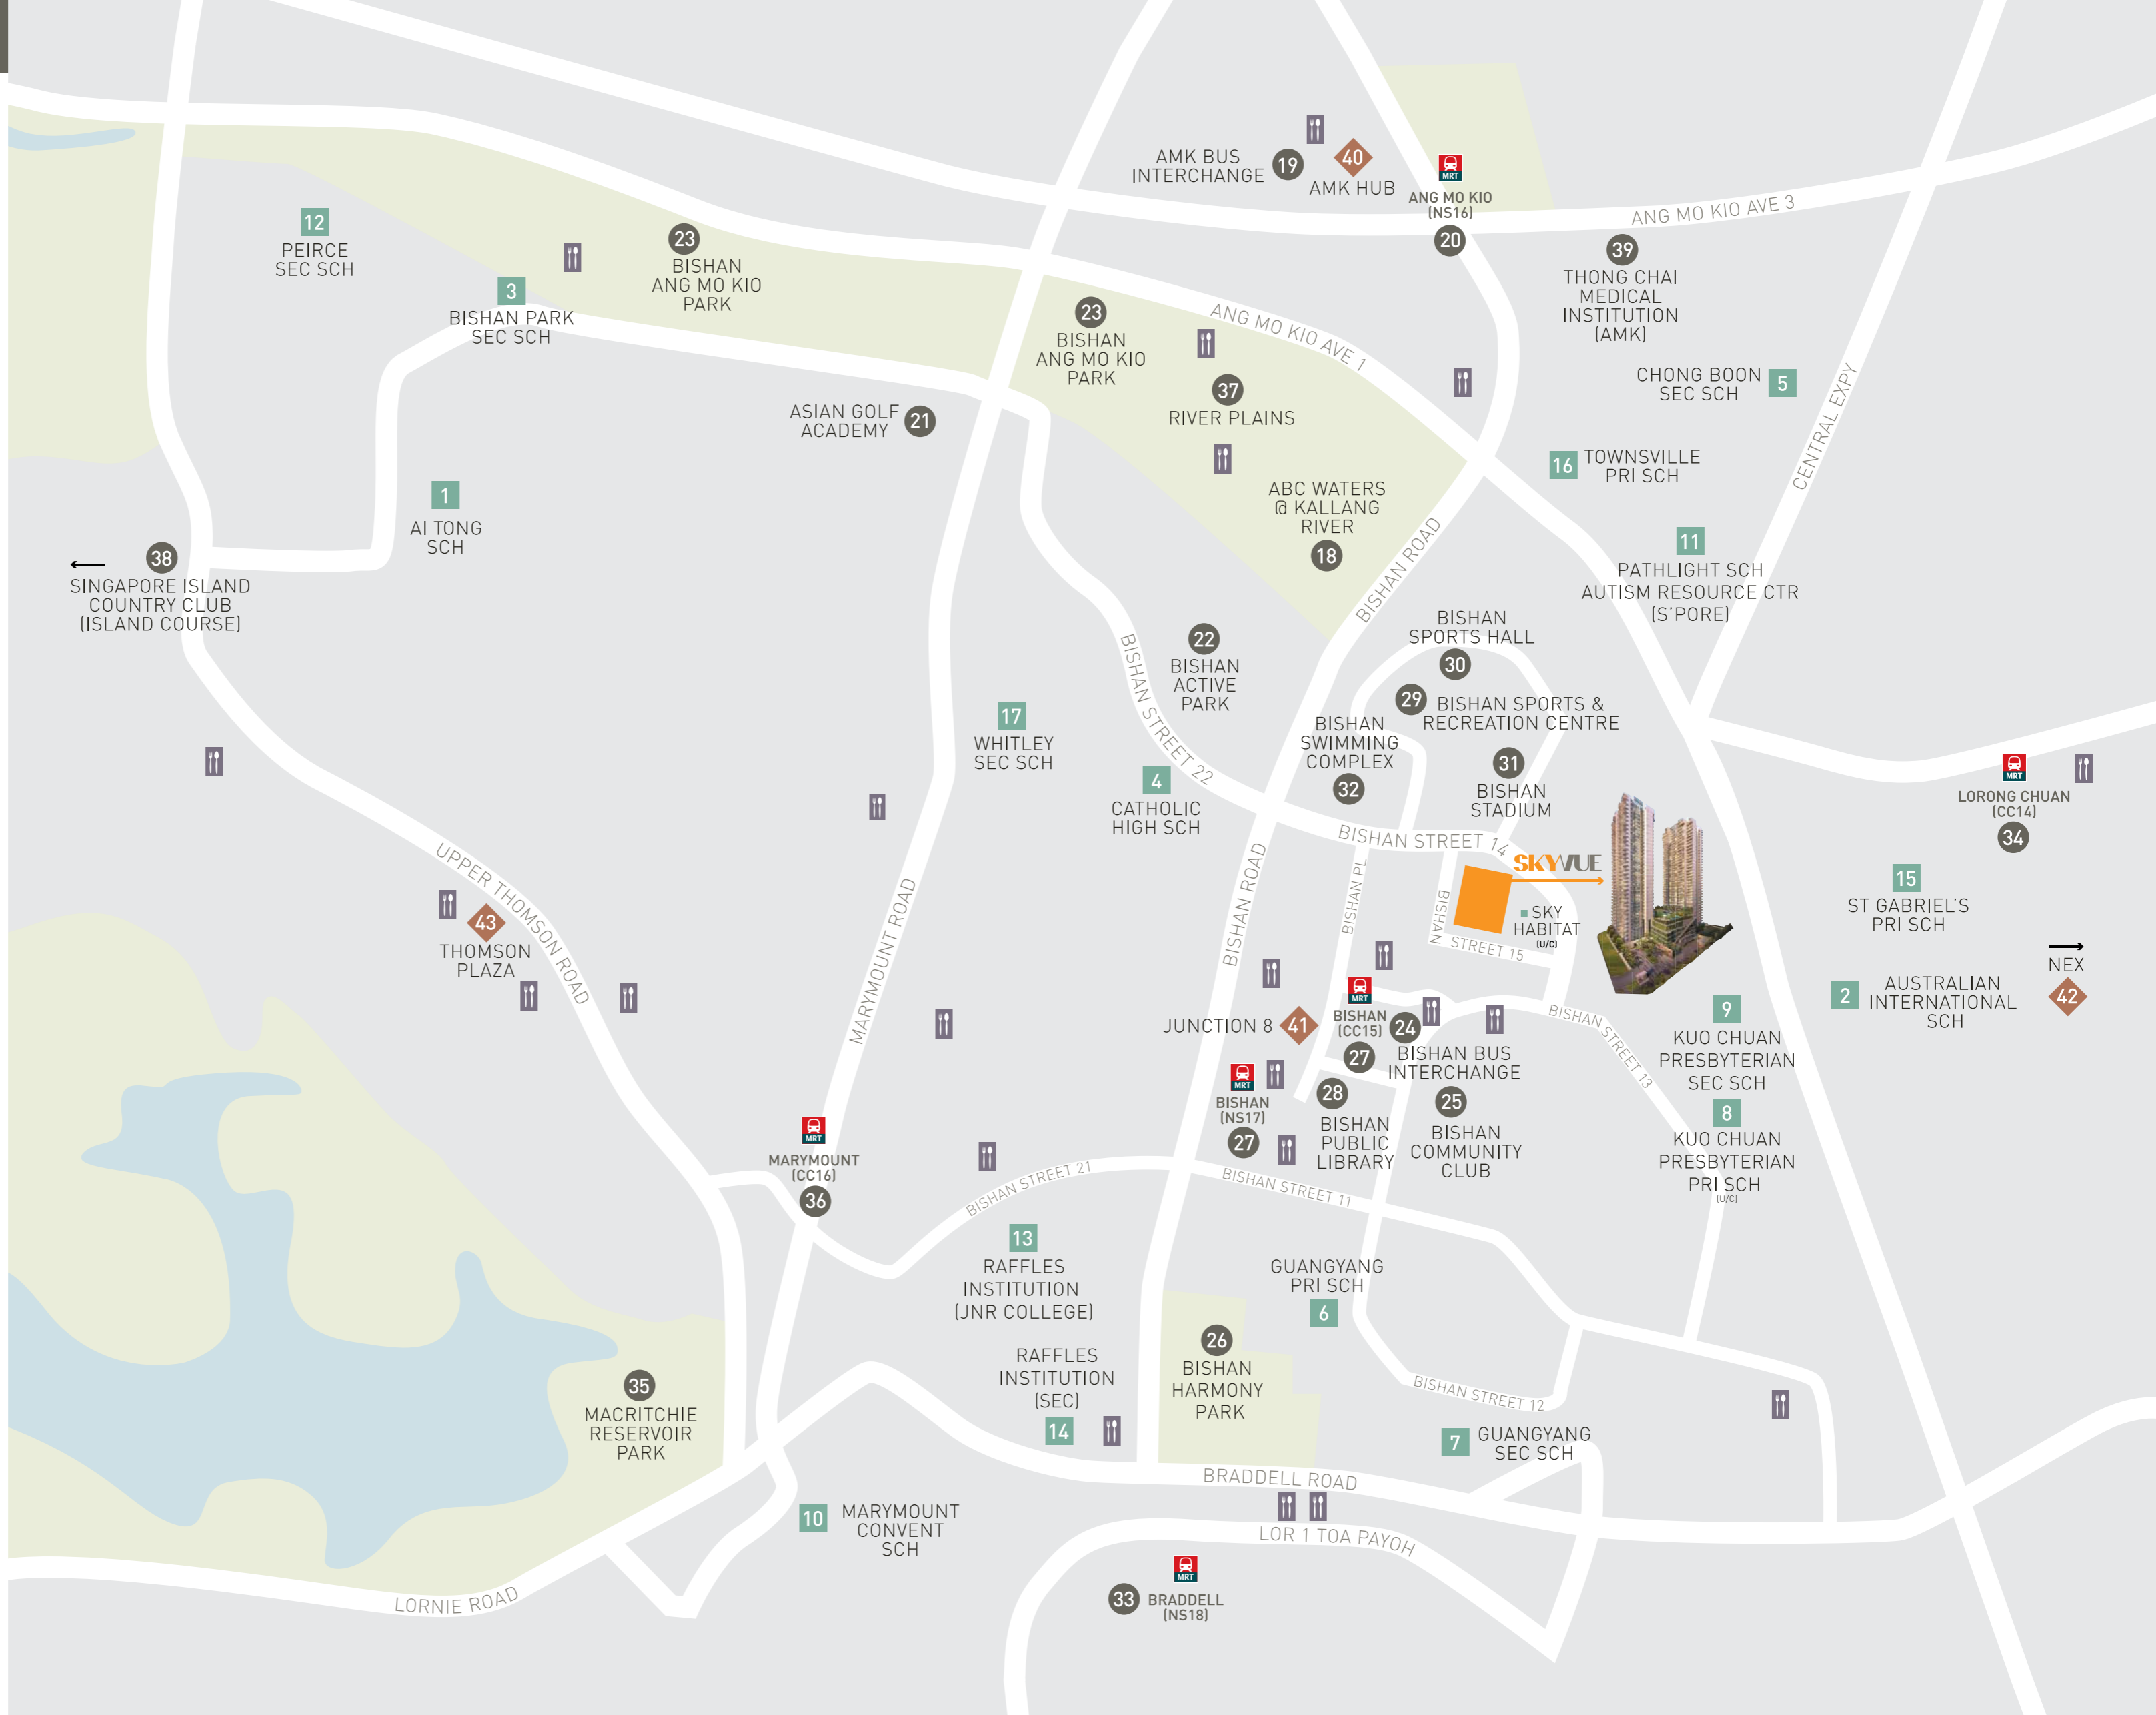 AMK BUS
INTERCHANGE
19
40
AMK HUB
MRT
ANG MO KIO
(NS16)
20
ANG MO KIO AVE 3
12
PEIRCE
SEC SCH
23
BISHAN
ANG MO KIO
PARK
39
THONG CHAI
MEDICAL
INSTITUTION
(AMK)
3
BISHAN PARK
SEC SCH
23
BISHAN
ANG MO KIO
PARK
ANG MO KIO AVE 1
37
RIVER PLAINS
CHONG BOON
SEC SCH
5
CENTRAL EXPY
ASIAN GOLF
ACADEMY
21
16
TOWNSVILLE
PRI SCH
1
AI TONG
SCH
ABC WATERS
@ KALLANG
RIVER
18
BISHAN ROAD
11
PATHLIGHT SCH
AUTISM RESOURCE CTR
(S'PORE)
38
SINGAPORE ISLAND
COUNTRY CLUB
(ISLAND COURSE)
BISHAN
SPORTS HALL
30
22
BISHAN
ACTIVE
PARK
BISHAN STREET 22
29
BISHAN SPORTS &
RECREATION CENTRE
17
WHITLEY
SEC SCH
BISHAN
SWIMMING
COMPLEX
32
31
BISHAN
STADIUM
4
CATHOLIC
HIGH SCH
MRT
LORONG CHUAN
(CC14)
34
BISHAN STREET 14
SKYVUE
UPPER THOMSON ROAD
MARYMOUNT ROAD
BISHAN ROAD
BISHAN PL
BISHAN
STREET 15
SKY
HABITAT
(U/C)
15
ST GABRIEL'S
PRI SCH
43
THOMSON
PLAZA
NEX
42
2
AUSTRALIAN
INTERNATIONAL
SCH
JUNCTION 8
41
MRT
BISHAN
(CC15)
27
24
BISHAN BUS
INTERCHANGE
BISHAN STREET 13
9
KUO CHUAN
PRESBYTERIAN
SEC SCH
MRT
BISHAN
(NS17)
27
28
BISHAN
PUBLIC
LIBRARY
25
BISHAN
COMMUNITY
CLUB
8
KUO CHUAN
PRESBYTERIAN
PRI SCH
(U/C)
MRT
MARYMOUNT
(CC16)
36
BISHAN STREET 21
BISHAN STREET 11
13
RAFFLES
INSTITUTION
(JNR COLLEGE)
GUANGYANG
PRI SCH
6
RAFFLES
INSTITUTION
(SEC)
14
26
BISHAN
HARMONY
PARK
35
MACRITCHIE
RESERVOIR
PARK
BISHAN STREET 12
7
GUANGYANG
SEC SCH
BRADDELL ROAD
10
MARYMOUNT
CONVENT
SCH
LOR 1 TOA PAYOH
LORNIE ROAD
MRT
33
BRADDELL
(NS18)